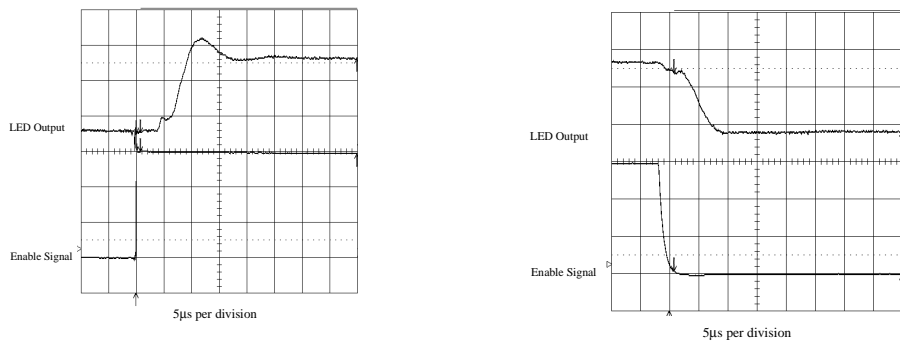 LED Output
Enable Signal
5μs per division
LED Output
Enable Signal
5μs per division